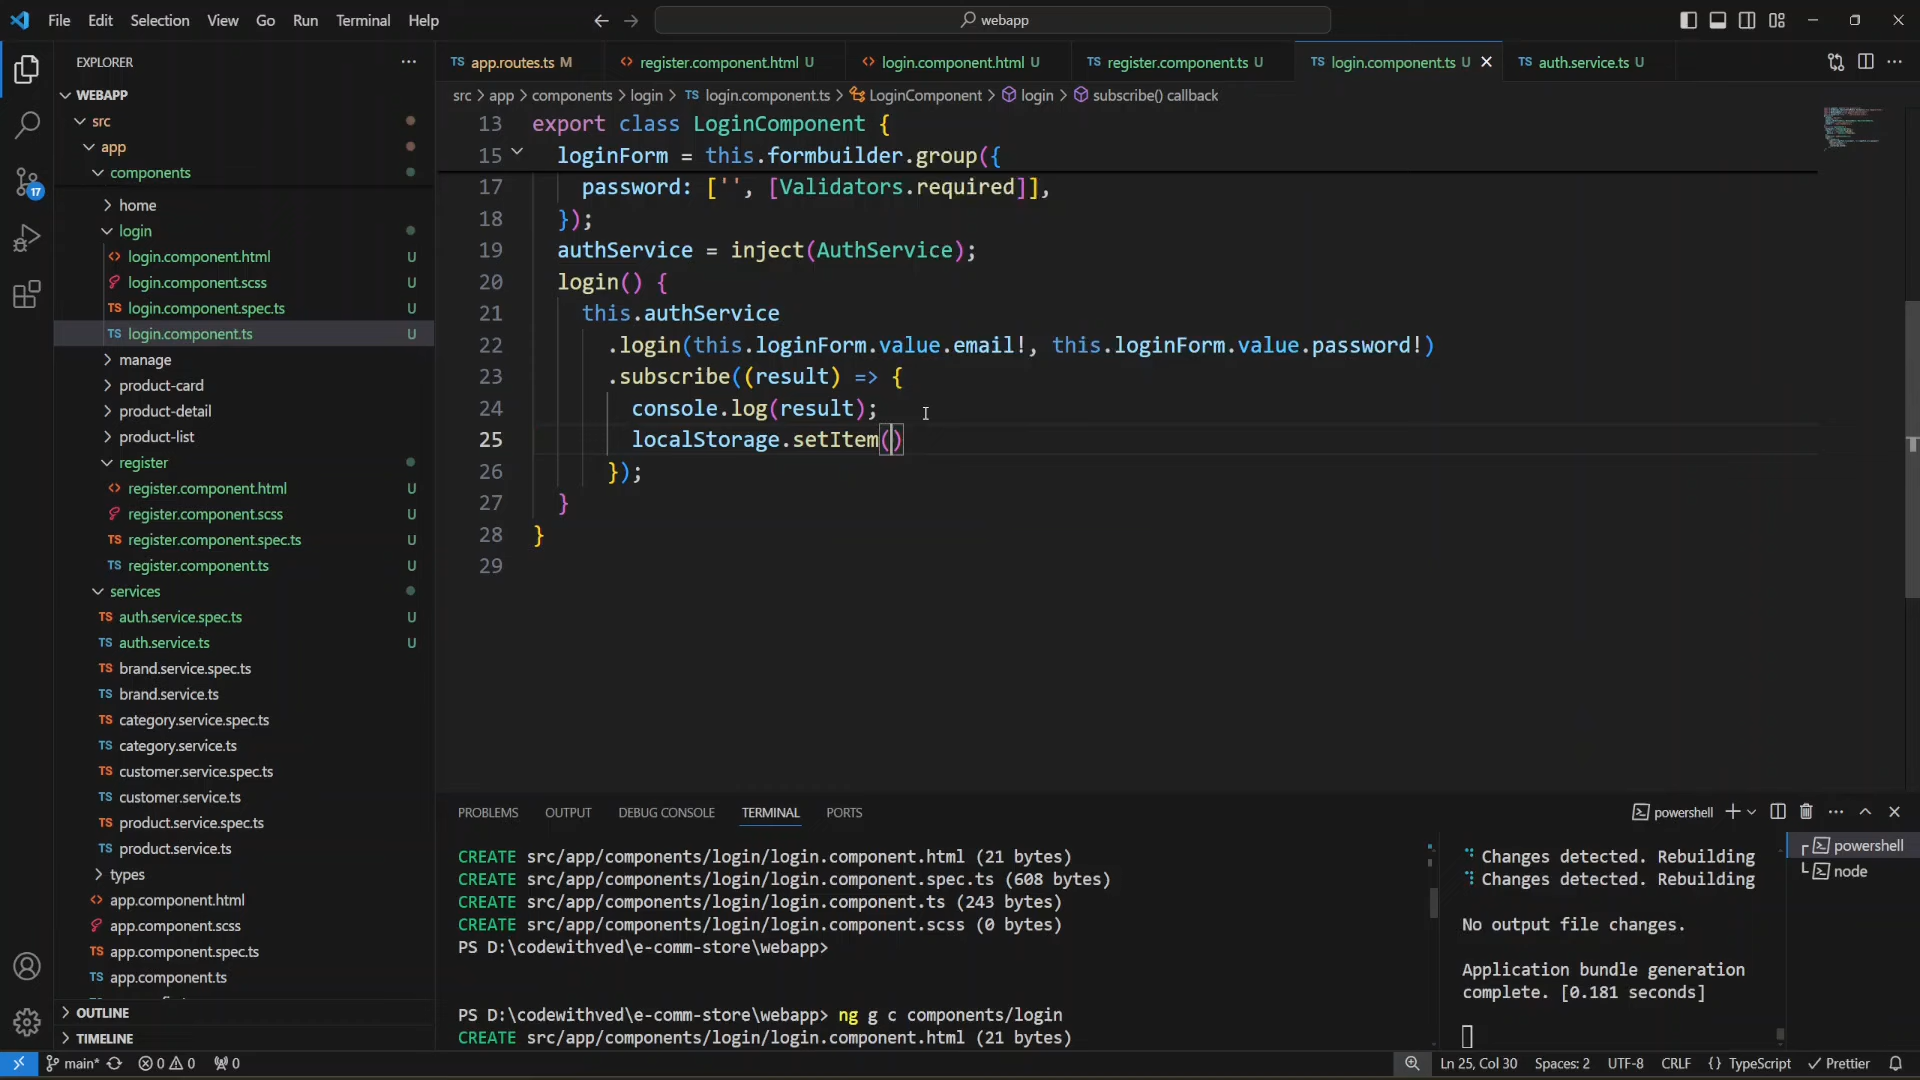 File Edit Selection View Go Run Terminal Help
webapp
EXPLORER
WEBAPP
src
app
components
home
login
login.component.html U
login.component.scss U
login.component.spec.ts U
login.component.ts U
manage
product-card
product-detail
product-list
register
register.component.html U
register.component.scss U
register.component.spec.ts U
register.component.ts U
services
auth.service.spec.ts U
auth.service.ts U
brand.service.spec.ts
brand.service.ts
category.service.spec.ts
category.service.ts
customer.service.spec.ts
customer.service.ts
product.service.spec.ts
product.service.ts
types
app.component.html
app.component.scss
app.component.spec.ts
app.component.ts
OUTLINE
TIMELINE
17
TS app.routes.ts M register.component.html U login.component.html U TS register.component.ts U TS login.component.ts U TS auth.service.ts U
src > app > components > login > TS login.component.ts > LoginComponent > login > subscribe() callback
13 export class LoginComponent {
15 loginForm = this.formbuilder.group({
17 password: ['', [Validators.required]],
18 });
19 authService = inject(AuthService);
20 login() {
21 this.authService
22 .login(this.loginForm.value.email!, this.loginForm.value.password!)
23 .subscribe((result) => {
24 console.log(result);
25 localStorage.setItem()
26 });
27 }
28 }
29
PROBLEMS OUTPUT DEBUG CONSOLE TERMINAL PORTS
powershell
CREATE src/app/components/login/login.component.html (21 bytes)
CREATE src/app/components/login/login.component.spec.ts (608 bytes)
CREATE src/app/components/login/login.component.ts (243 bytes)
CREATE src/app/components/login/login.component.scss (0 bytes)
PS D:\codewithved\e-comm-store\webapp>
PS D:\codewithved\e-comm-store\webapp> ng g c components/login
CREATE src/app/components/login/login.component.html (21 bytes)
Changes detected. Rebuilding
Changes detected. Rebuilding
No output file changes.
Application bundle generation
complete. [0.181 seconds]
powershell
node
main* 0 0 0 Ln 25, Col 30 Spaces: 2 UTF-8 CRLF {} TypeScript Prettier